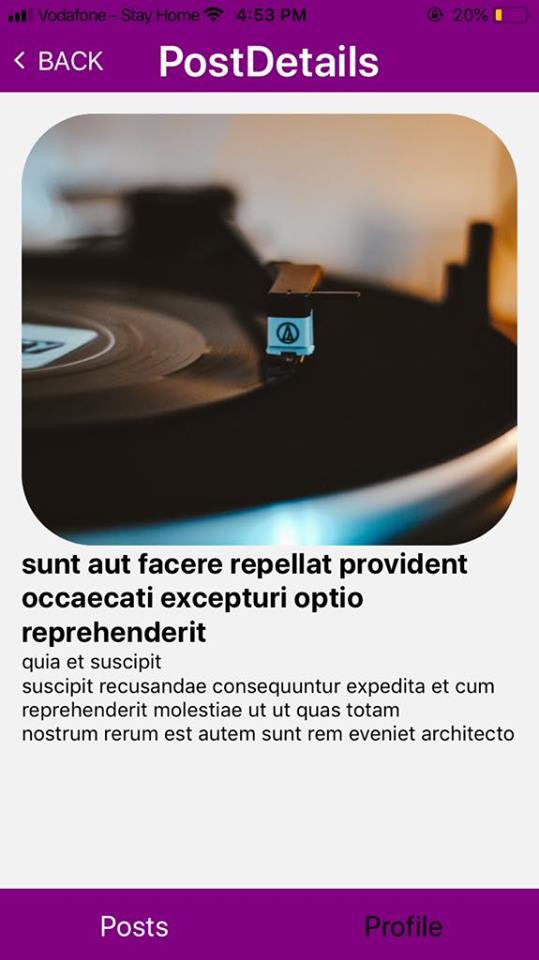 Vodafone - Stay Home 4:53 PM 20%
BACK PostDetails
sunt aut facere repellat provident
occaecati excepturi optio
reprehenderit
quia et suscipit
suscipit recusandae consequuntur expedita et cum
reprehenderit molestiae ut ut quas totam
nostrum rerum est autem sunt rem eveniet architecto
Posts Profile